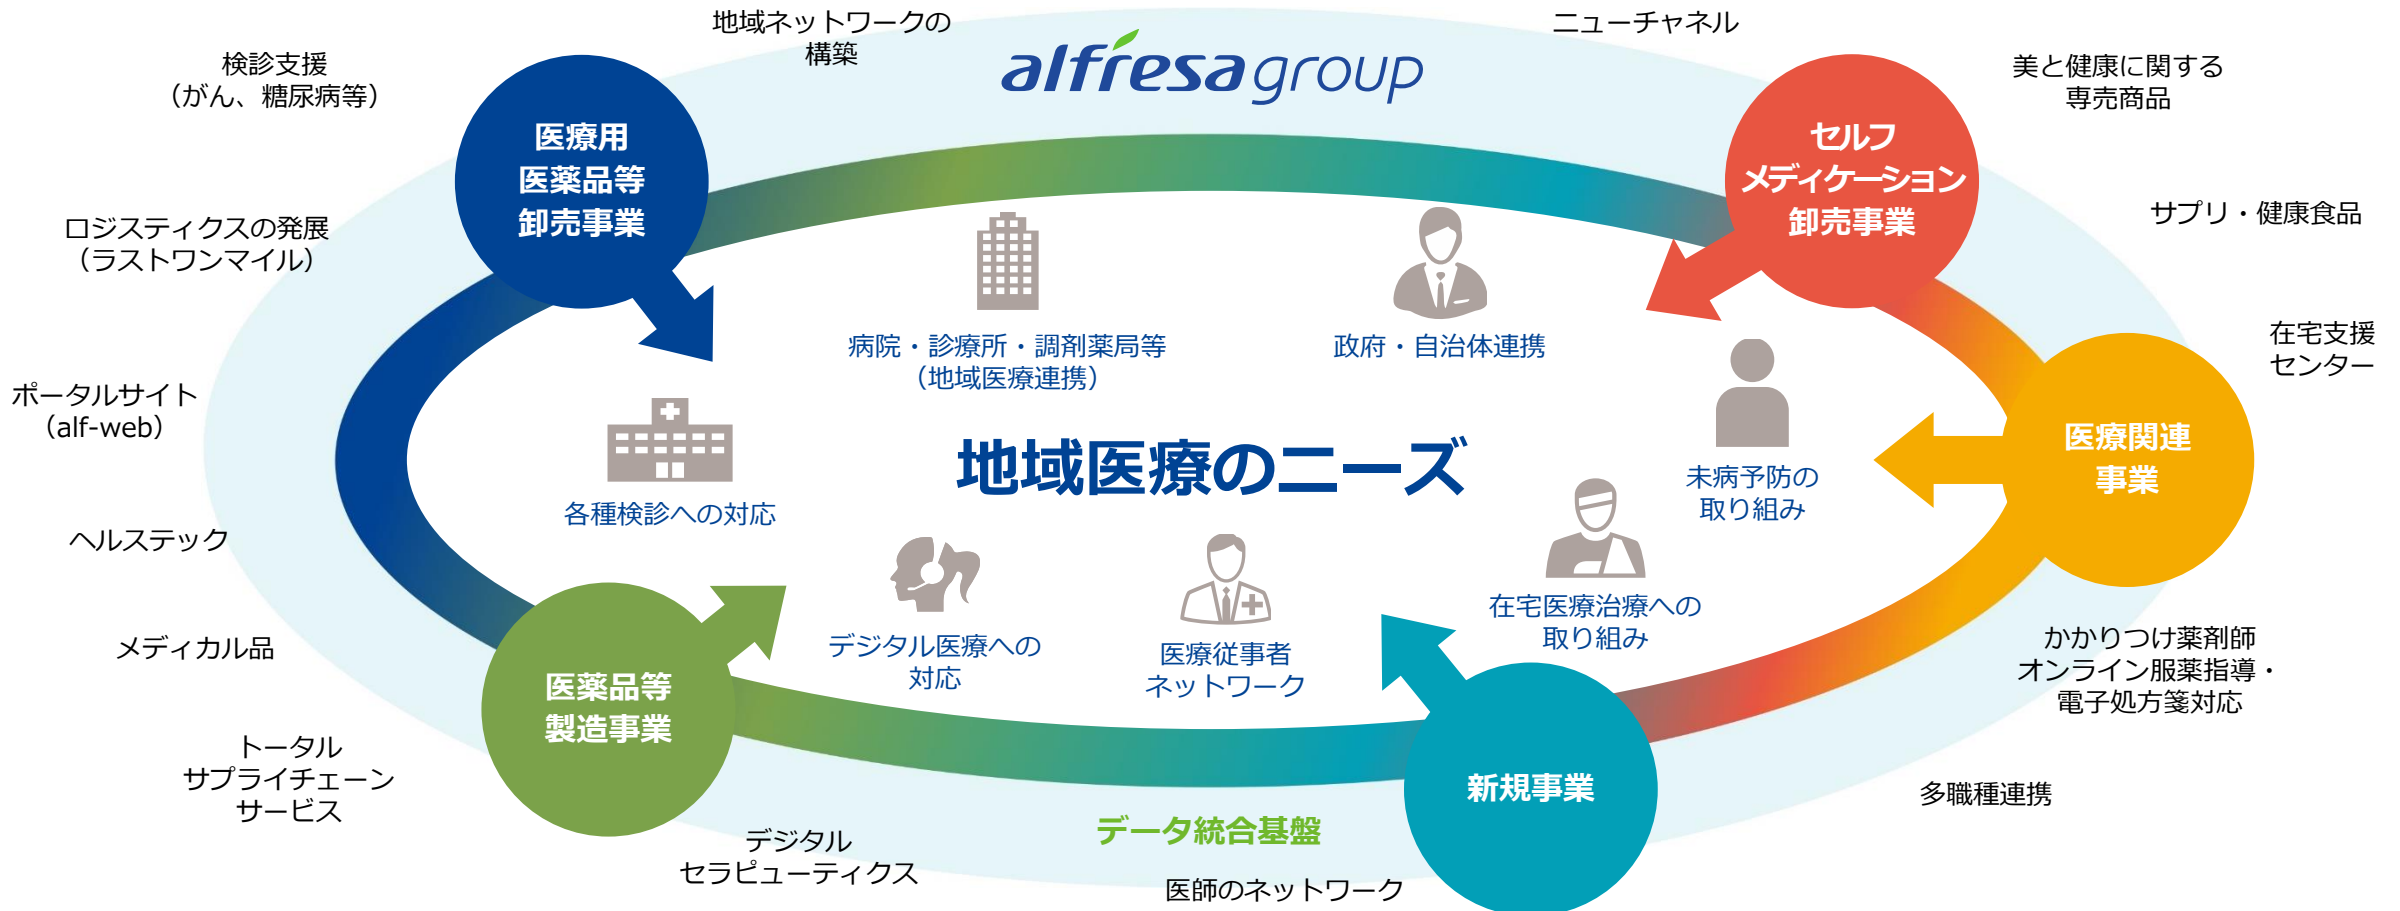 地域ネットワークの
構築
ニューチャネル
alfresa group
検診支援
（がん、糖尿病等）
美と健康に関する
専売商品
医療用
医薬品等
卸売事業
セルフ
メディケーション
卸売事業
ロジスティクスの発展
（ラストワンマイル）
サプリ・健康食品
病院・診療所・調剤薬局等
（地域医療連携）
政府・自治体連携
在宅支援
センター
ポータルサイト
（alf-web）
地域医療のニーズ
医療関連
事業
未病予防の
取り組み
各種検診への対応
ヘルステック
デジタル医療への
対応
医療従事者
ネットワーク
在宅医療治療への
取り組み
メディカル品
かかりつけ薬剤師
オンライン服薬指導・
電子処方箋対応
医薬品等
製造事業
トータル
サプライチェーン
サービス
新規事業
多職種連携
データ統合基盤
デジタル
セラピューティクス
医師のネットワーク